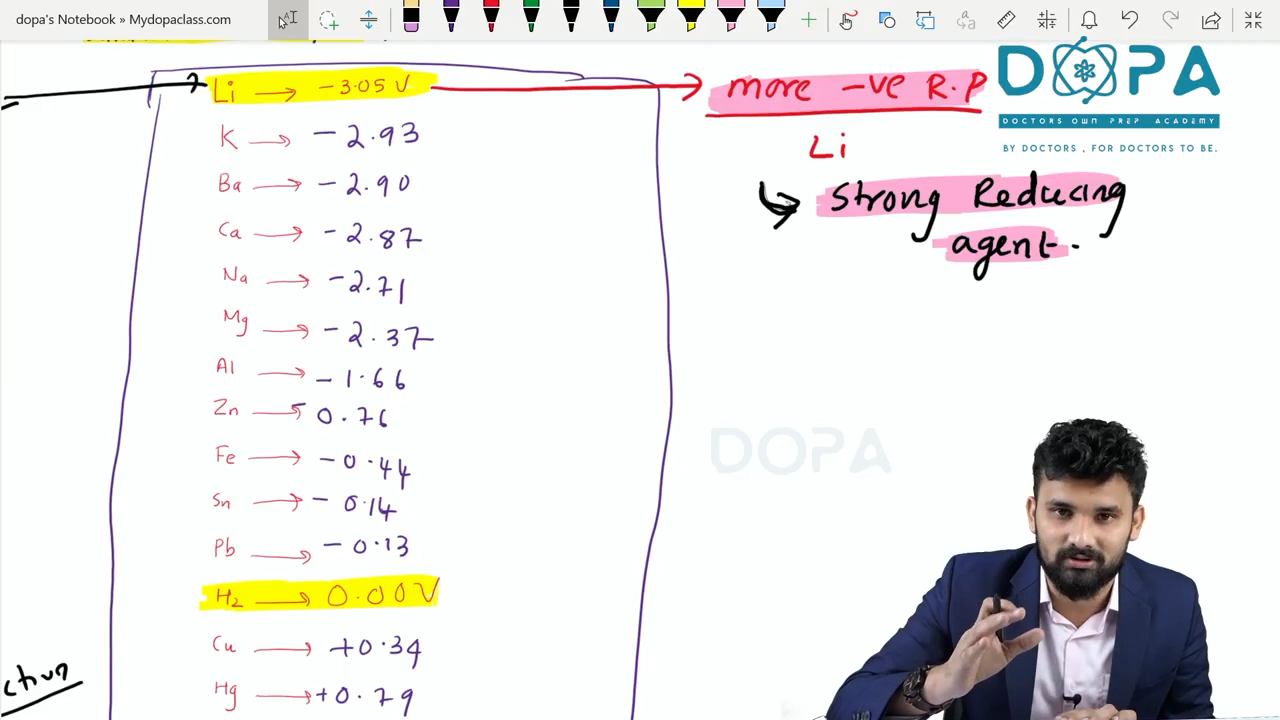 dopa's Notebook » Mydopaclass.com
Li → -3.05 V
more -ve R.P
DOPA
DOCTORS OWN PREP ACADEMY
BY DOCTORS , FOR DOCTORS TO BE.
K → -2.93
Li
Ba → -2.90
Strong Reducing
agent.
Ca → -2.87
Na → -2.71
Mg → -2.37
Al → -1.66
Zn → -0.76
DOPA
Fe → -0.44
Sn → -0.14
Pb → -0.13
H₂ → 0.00V
Cu → +0.34
Hg → +0.79
ction